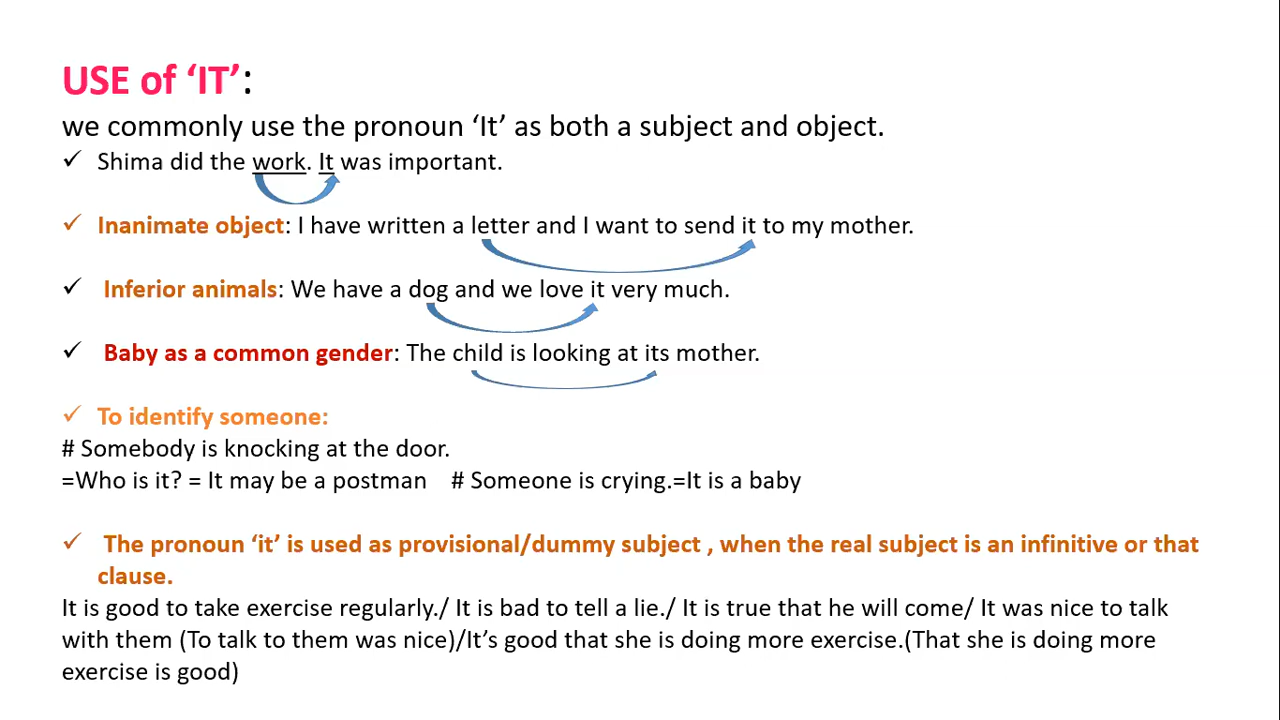 USE of ‘IT’:
we commonly use the pronoun ‘It’ as both a subject and object.
✓ Shima did the work. It was important.
✓ Inanimate object: I have written a letter and I want to send it to my mother.
✓ Inferior animals: We have a dog and we love it very much.
✓ Baby as a common gender: The child is looking at its mother.
✓ To identify someone:
# Somebody is knocking at the door.
=Who is it? = It may be a postman # Someone is crying.=It is a baby
✓ The pronoun ‘it’ is used as provisional/dummy subject , when the real subject is an infinitive or that
clause.
It is good to take exercise regularly./ It is bad to tell a lie./ It is true that he will come/ It was nice to talk
with them (To talk to them was nice)/It’s good that she is doing more exercise.(That she is doing more
exercise is good)